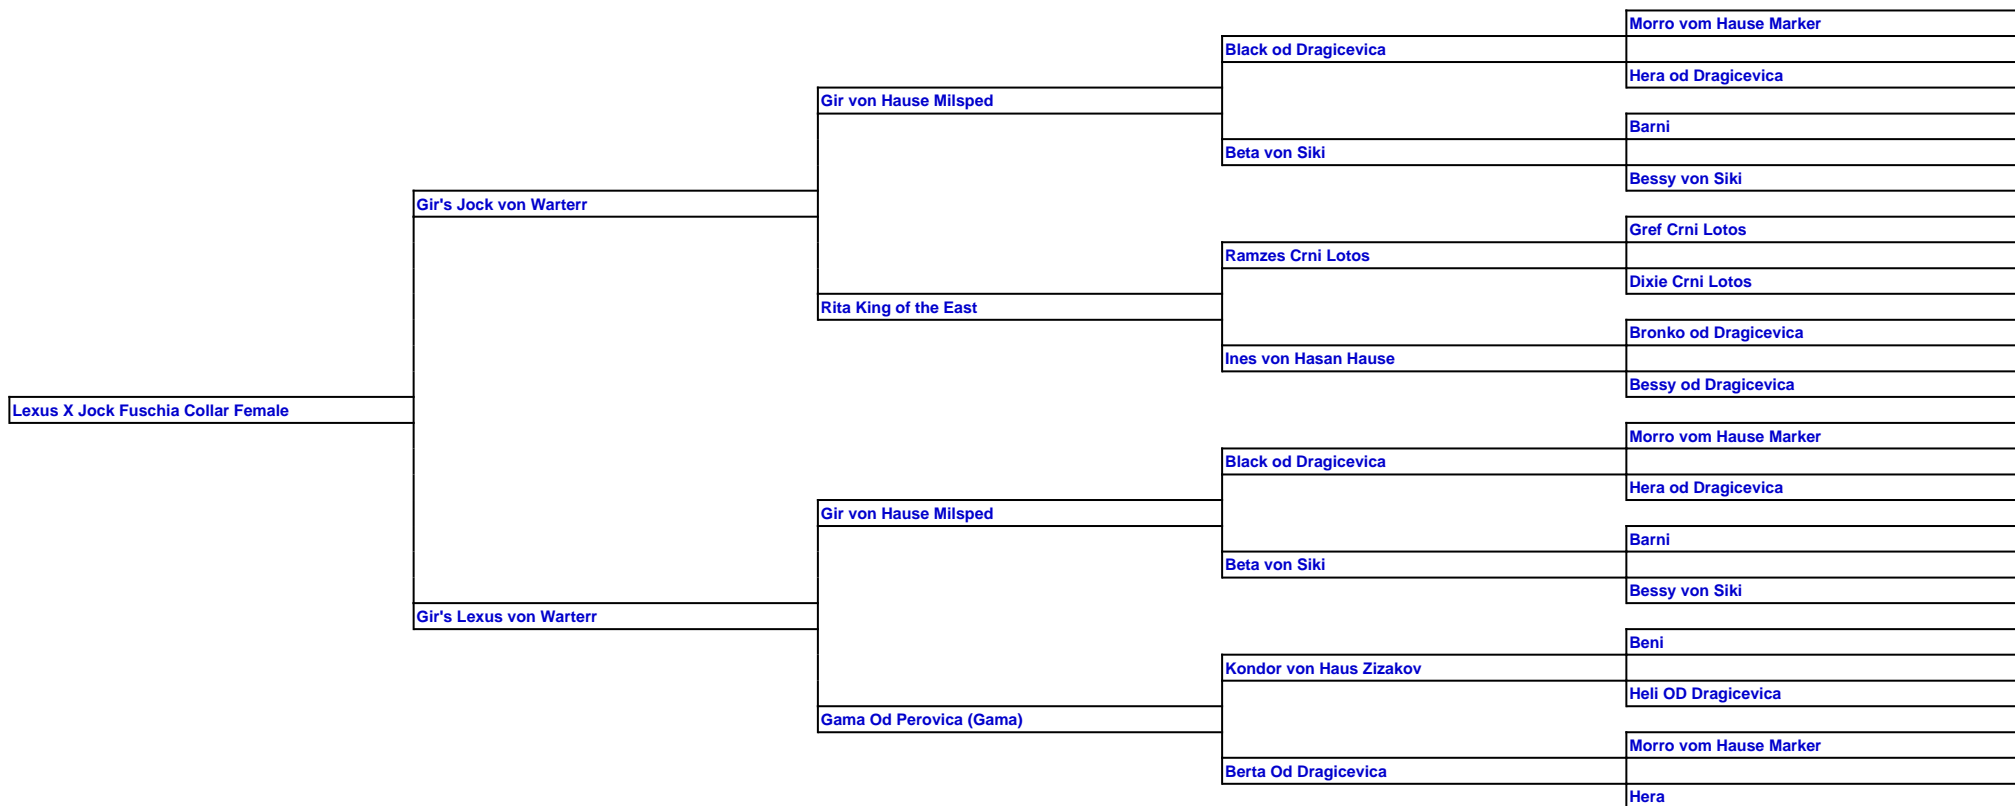 Morro vom Hause Marker
Black od Dragicevica
Hera od Dragicevica
Gir von Hause Milsped
Barni
Beta von Siki
Bessy von Siki
Gir's Jock von Warterr
Gref Crni Lotos
Ramzes Crni Lotos
Dixie Crni Lotos
Rita King of the East
Bronko od Dragicevica
Ines von Hasan Hause
Bessy od Dragicevica
Lexus X Jock Fuschia Collar Female
Morro vom Hause Marker
Black od Dragicevica
Hera od Dragicevica
Gir von Hause Milsped
Barni
Beta von Siki
Bessy von Siki
Gir's Lexus von Warterr
Beni
Kondor von Haus Zizakov
Heli OD Dragicevica
Gama Od Perovica (Gama)
Morro vom Hause Marker
Berta Od Dragicevica
Hera